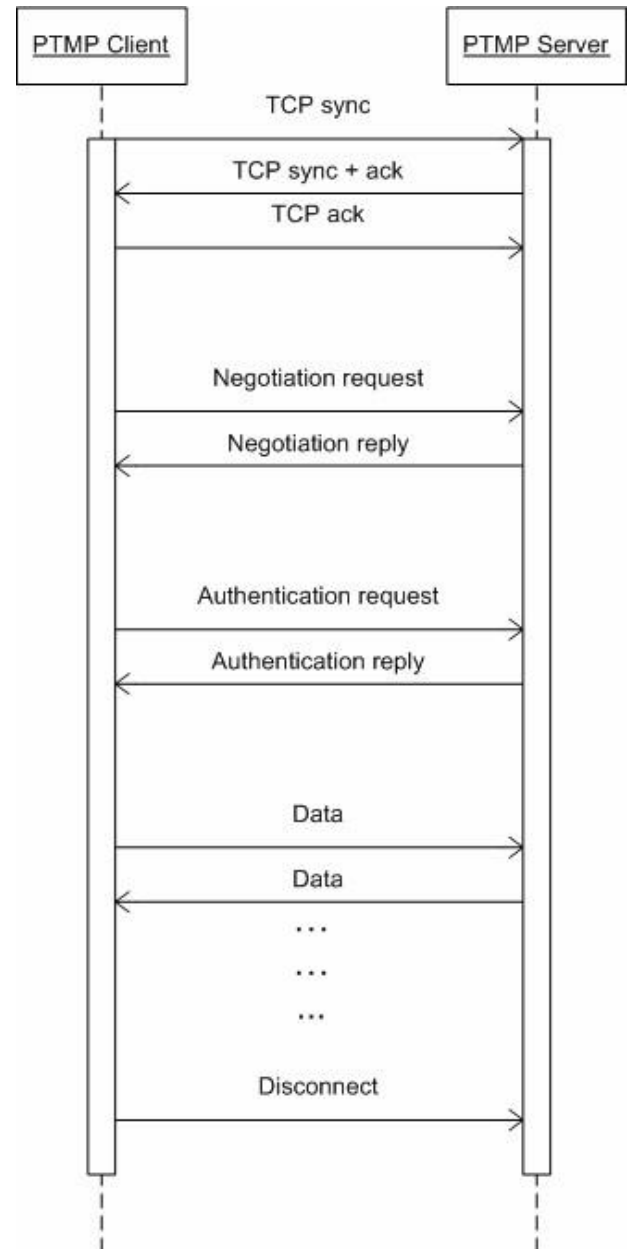 PTMP Client
PTMP Server
TCP sync
TCP sync + ack
TCP ack
Negotiation request
Negotiation reply
Authentication request
Authentication reply
Data
Data
...
...
...
Disconnect